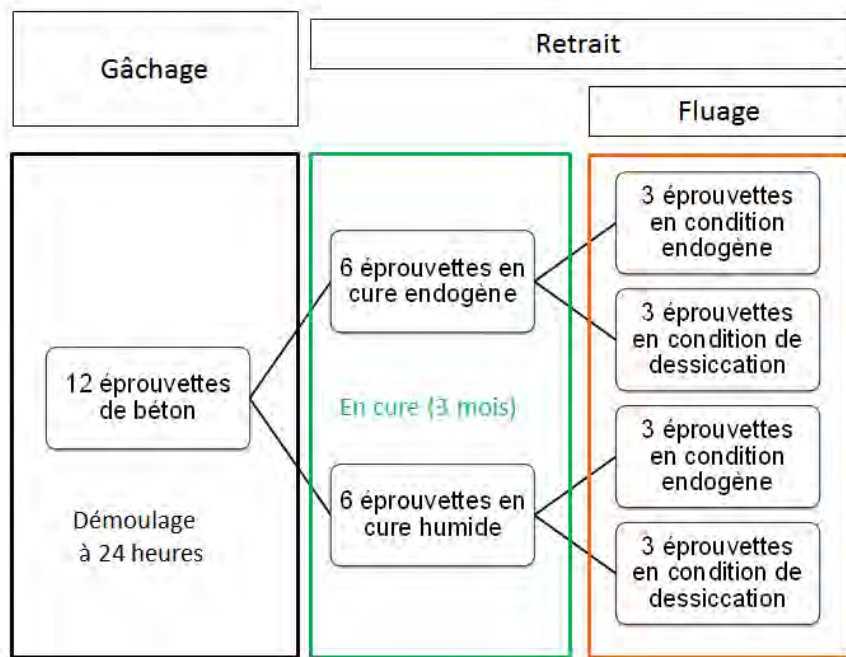 Gâchage
Retrait
Fluage
12 éprouvettes
de béton
Démoulage
à 24 heures
6 éprouvettes en
cure endogène
En cure (3 mois)
6 éprouvettes en
cure humide
3 éprouvettes
en condition
endogène
3 éprouvettes
en condition de
dessiccation
3 éprouvettes
en condition
endogène
3 éprouvettes
en condition de
dessiccation